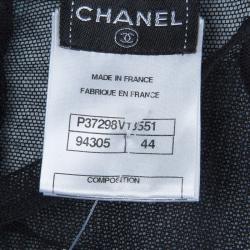 CHANEL
MADE IN FRANCE
FABRIQUE EN FRANCE
94305 44
COMPOSITION